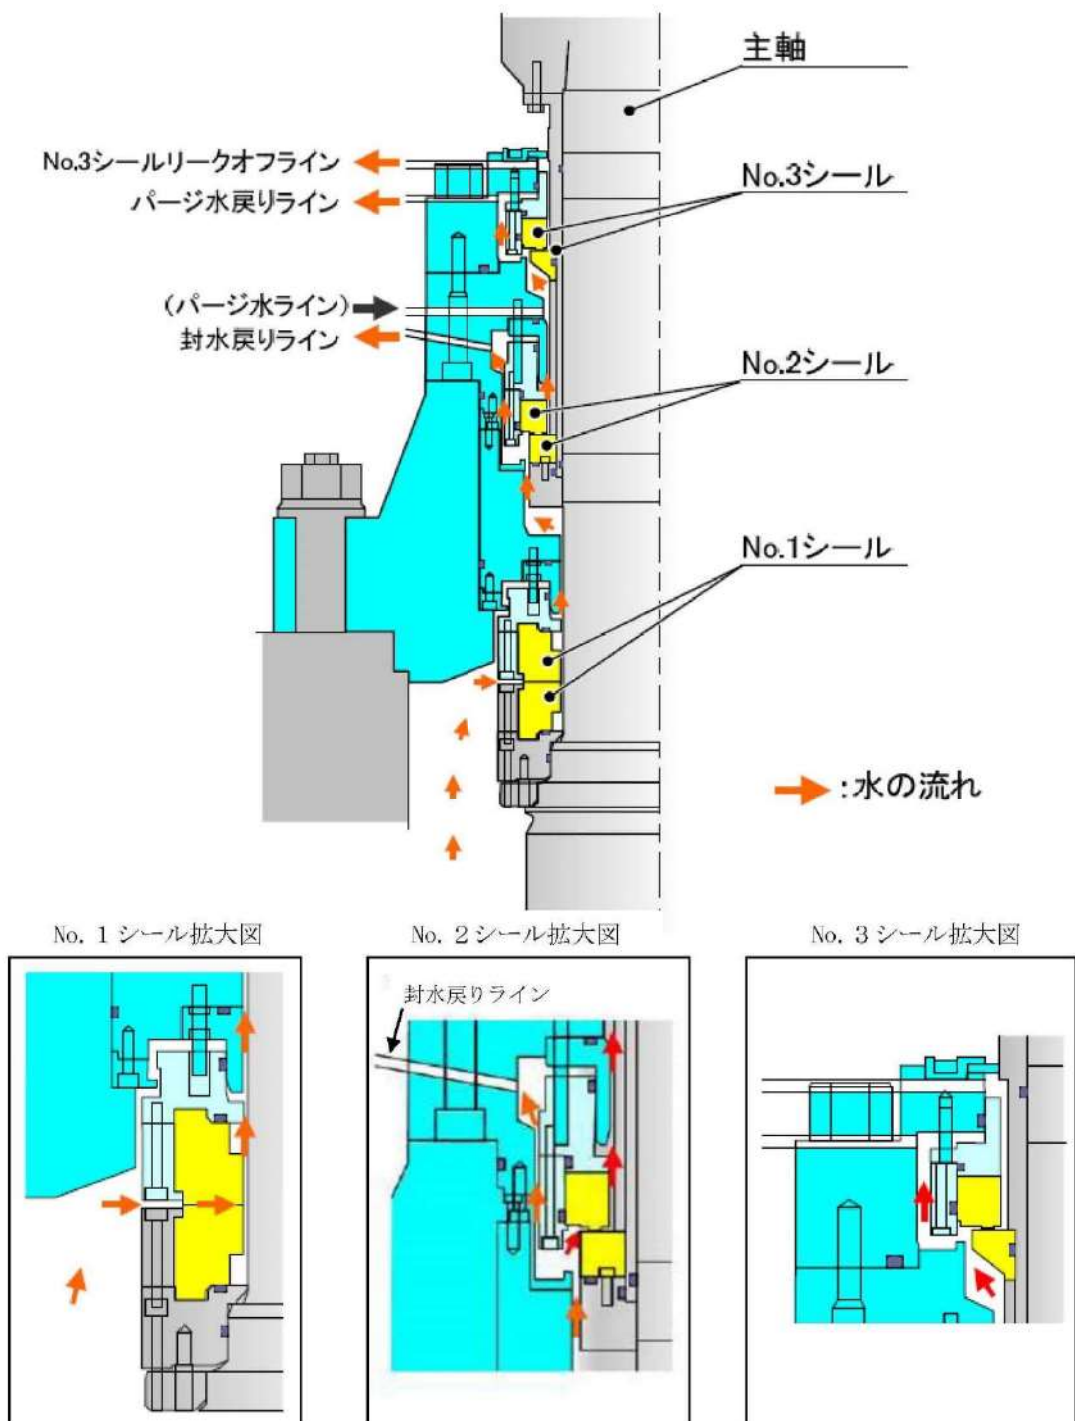 主軸
No.3シールリークオフライン
No.3シール
パージ水戻りライン
(パージ水ライン)
封水戻りライン
No.2シール
No.1シール
:水の流れ
No. 1 シール拡大図
No. 2 シール拡大図
No. 3 シール拡大図
封水戻りライン